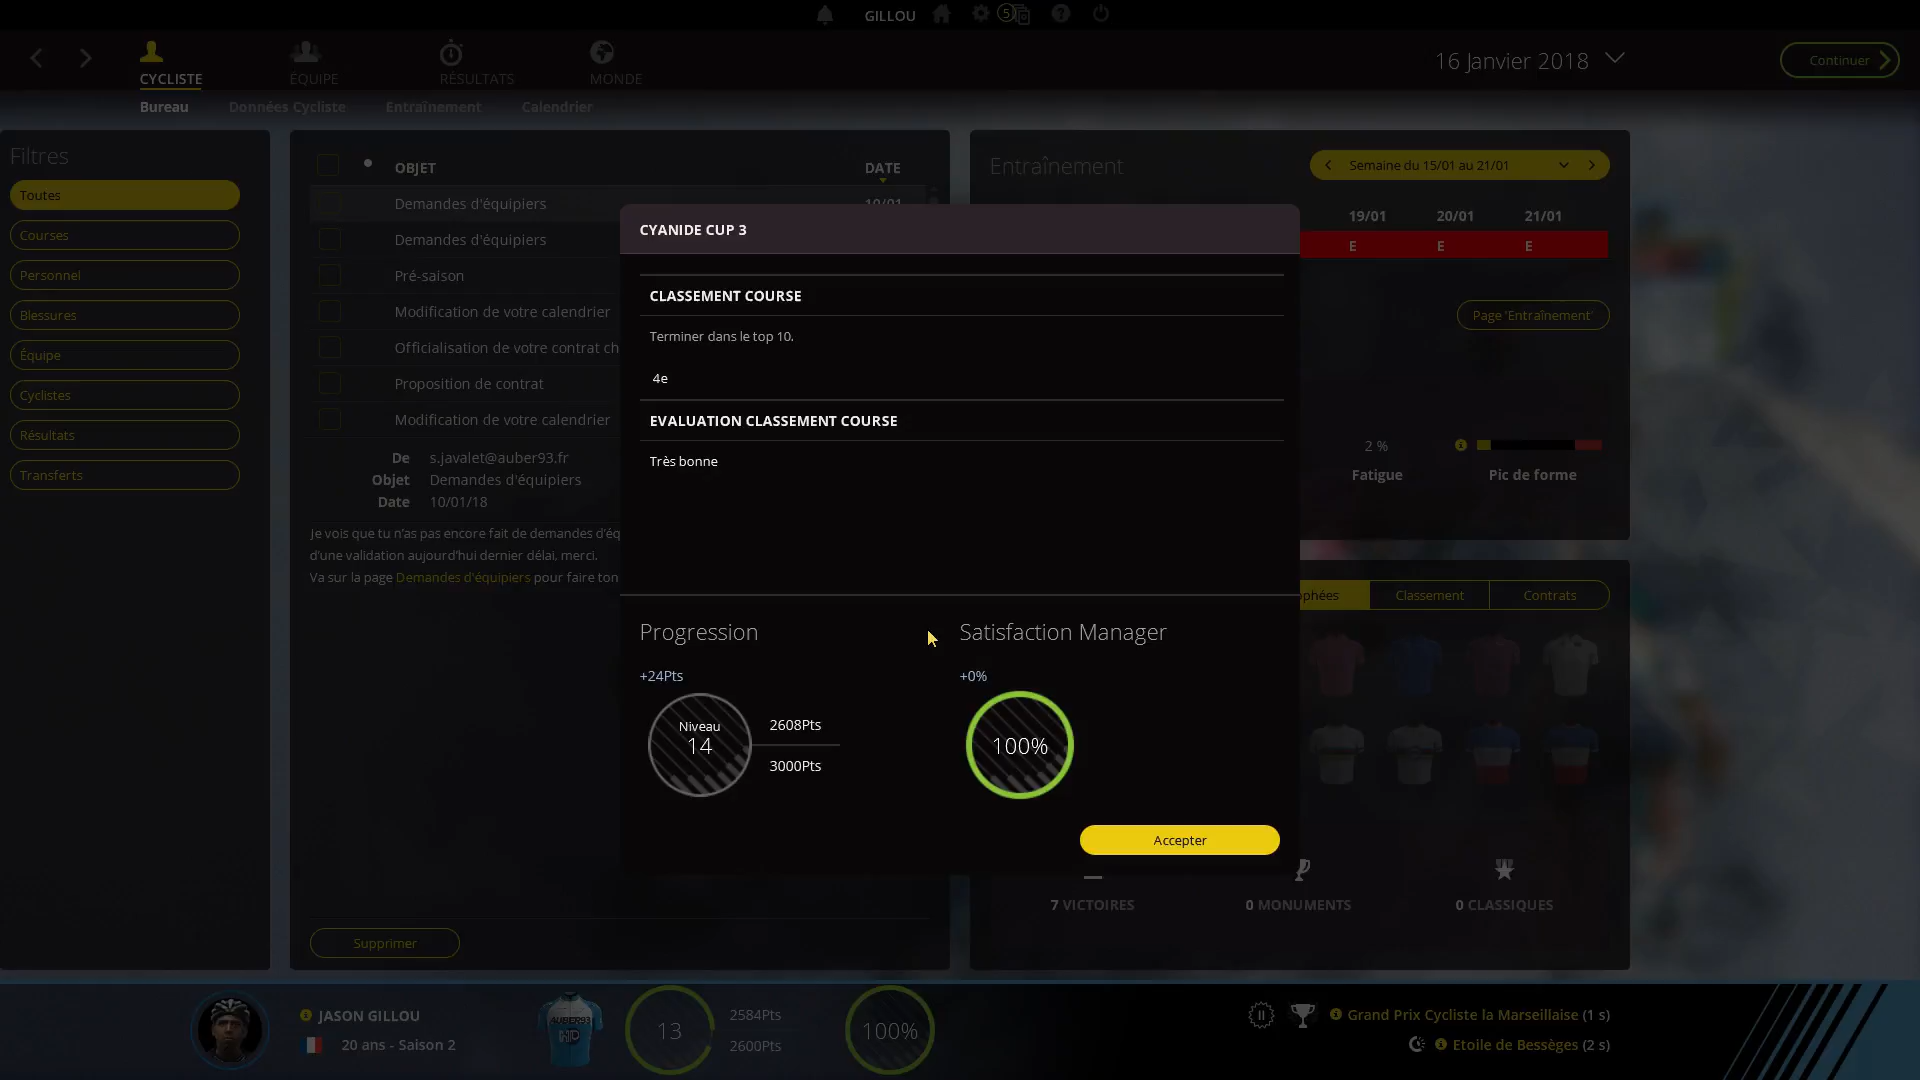 GILLOU
5
CYCLISTE
ÉQUIPE
RÉSULTATS
MONDE
16 Janvier 2018
Continuer
Bureau
Données Cycliste
Entraînement
Calendrier
Filtres
Toutes
Courses
Personnel
Blessures
Équipe
Cyclistes
Résultats
Transferts
OBJET
DATE
Demandes d'équipiers
10/01
Demandes d'équipiers
Pré-saison
Modification de votre calendrier
Officialisation de votre contrat ch
Proposition de contrat
Modification de votre calendrier
De s.javalet@auber93.fr
Objet Demandes d'équipiers
Date 10/01/18
Je vois que tu n'as pas encore fait de demandes d'éq
d'une validation aujourd'hui dernier délai, merci.
Va sur la page Demandes d'équipiers pour faire ton
Supprimer
Entraînement
Semaine du 15/01 au 21/01
19/01 20/01 21/01
E E E
Page 'Entraînement'
2 %
Fatigue
Pic de forme
CYANIDE CUP 3
CLASSEMENT COURSE
Terminer dans le top 10.
4e
EVALUATION CLASSEMENT COURSE
Très bonne
Progression
+24Pts
Niveau
14
2608Pts
3000Pts
Satisfaction Manager
+0%
100%
Accepter
phées
Classement
Contrats
7 VICTOIRES
0 MONUMENTS
0 CLASSIQUES
JASON GILLOU
20 ans - Saison 2
AUBER93
13
2584Pts
2600Pts
100%
Grand Prix Cycliste la Marseillaise (1 s)
Etoile de Bessèges (2 s)